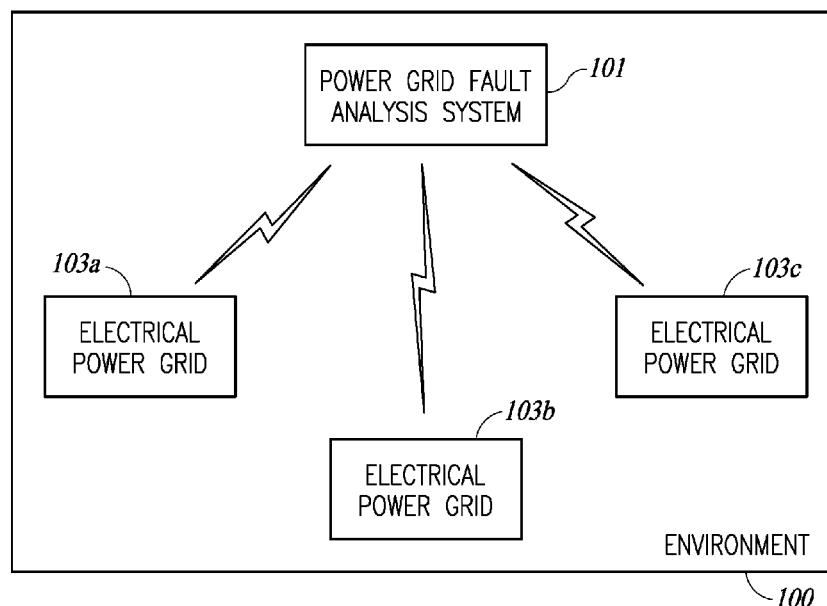 101
POWER GRID FAULT
ANALYSIS SYSTEM
103a
ELECTRICAL
POWER GRID
103c
ELECTRICAL
POWER GRID
103b
ELECTRICAL
POWER GRID
ENVIRONMENT
100